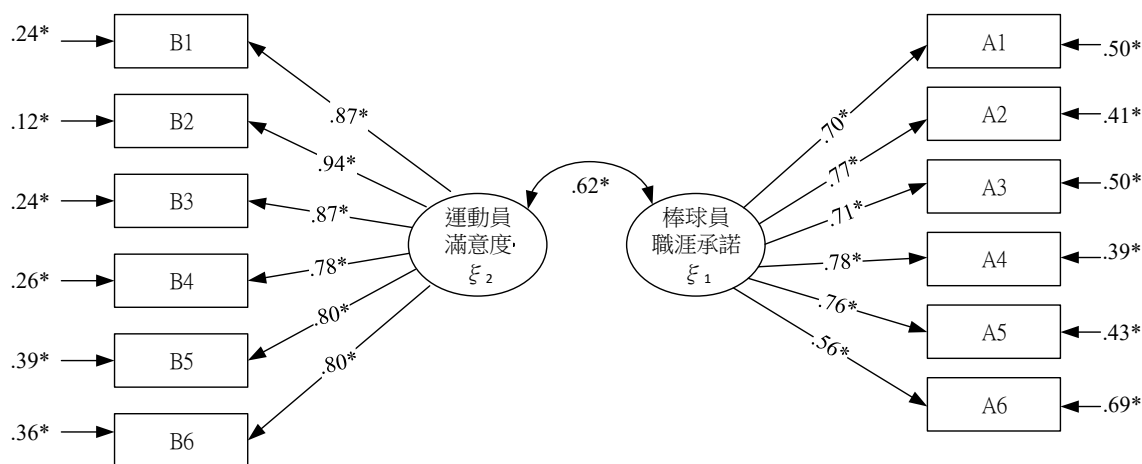 .24* B1 .87*
.12* B2 .94*
.24* B3 .87*
.26* B4 .78*
.39* B5 .80*
.36* B6 .80*
運動員
滿意度
ξ2
.62*
棒球員
職涯承諾
ξ1
.70* A1 .50*
.77* A2 .41*
.71* A3 .50*
.78* A4 .39*
.76* A5 .43*
.56* A6 .69*